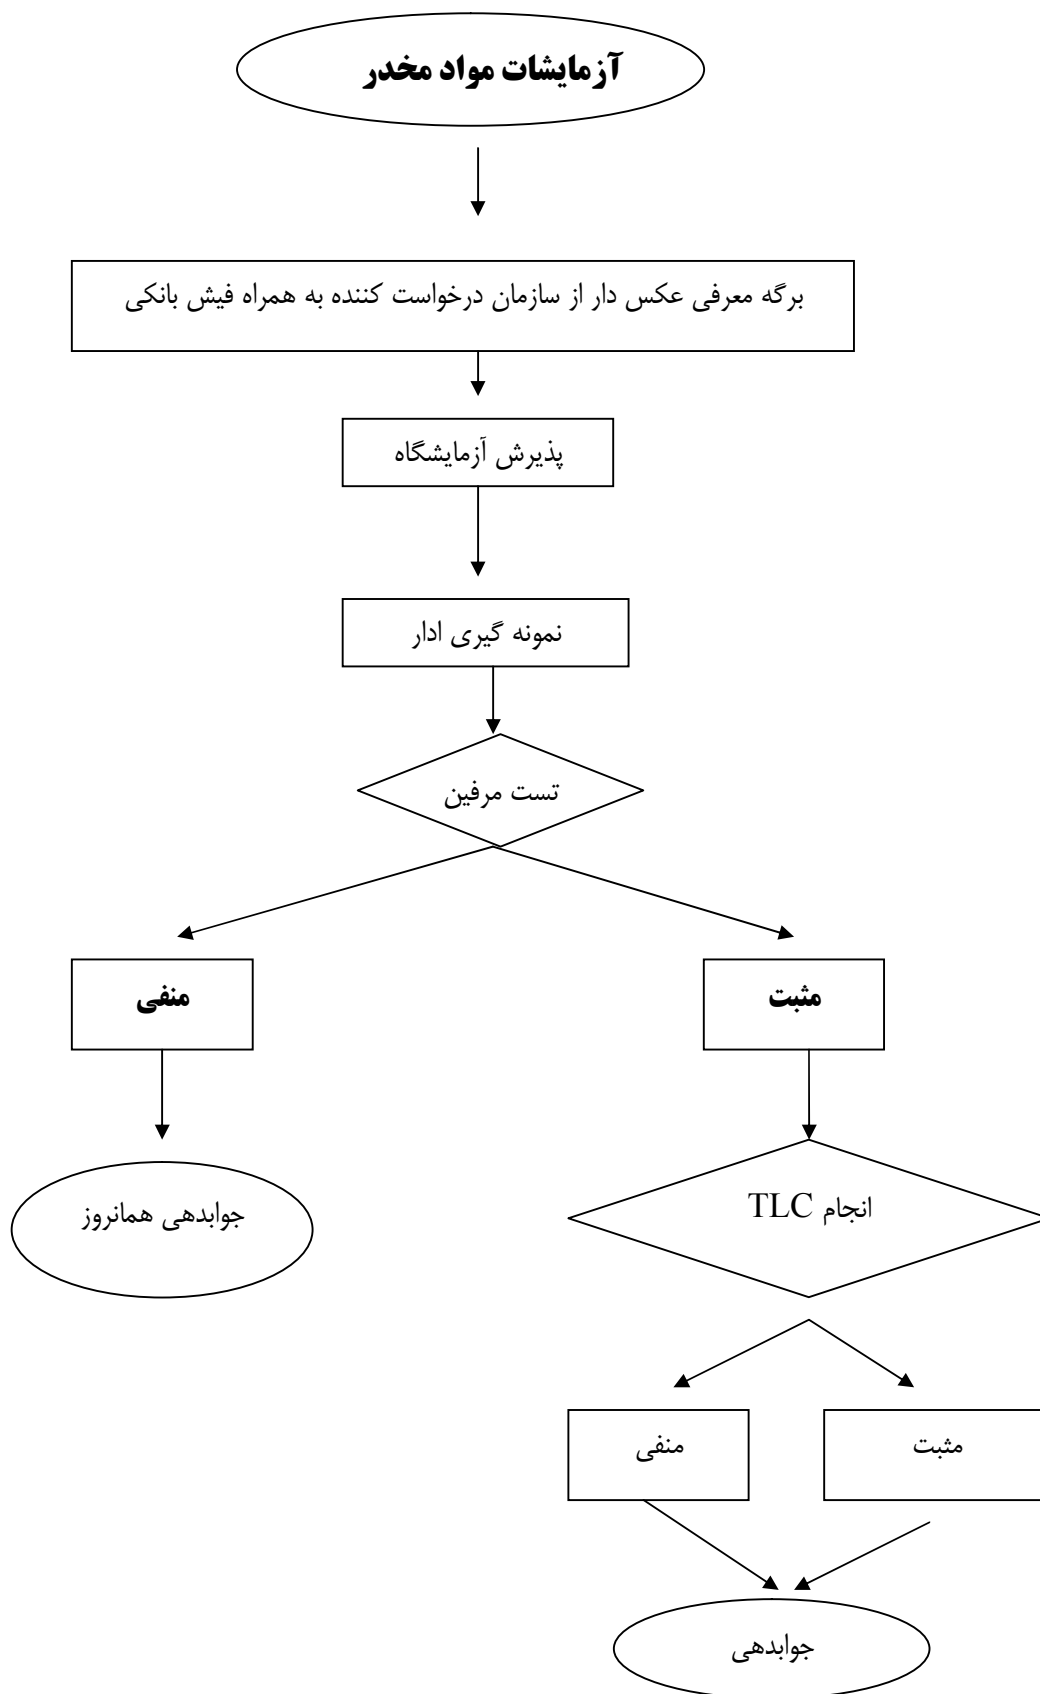 آزمایشات مواد مخدر
برگه معرفی عکس دار از سازمان درخواست کننده به همراه فیش بانکی
پذیرش آزمایشگاه
نمونه گیری ادار
تست مرفین
منفی
مثبت
جوابدهی همانروز
انجام TLC
منفی
مثبت
جوابدهی